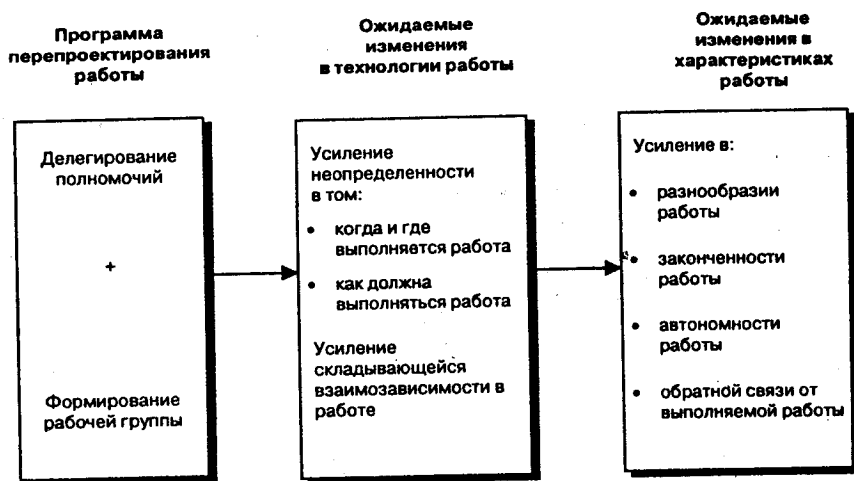 Программа
перепроектирования
работы
Ожидаемые
изменения
в технологии работы
Ожидаемые
изменения в
характеристиках
работы
Делегирование
полномочий
+
Формирование
рабочей группы
Усиление
неопределенности
в том:
• когда и где
выполняется работа
• как должна
выполняться работа
Усиление
складывающейся
взаимозависимости в
работе
Усиление в:
• разнообразии
работы
• законченности
работы
• автономности
работы
• обратной связи от
выполняемой работы